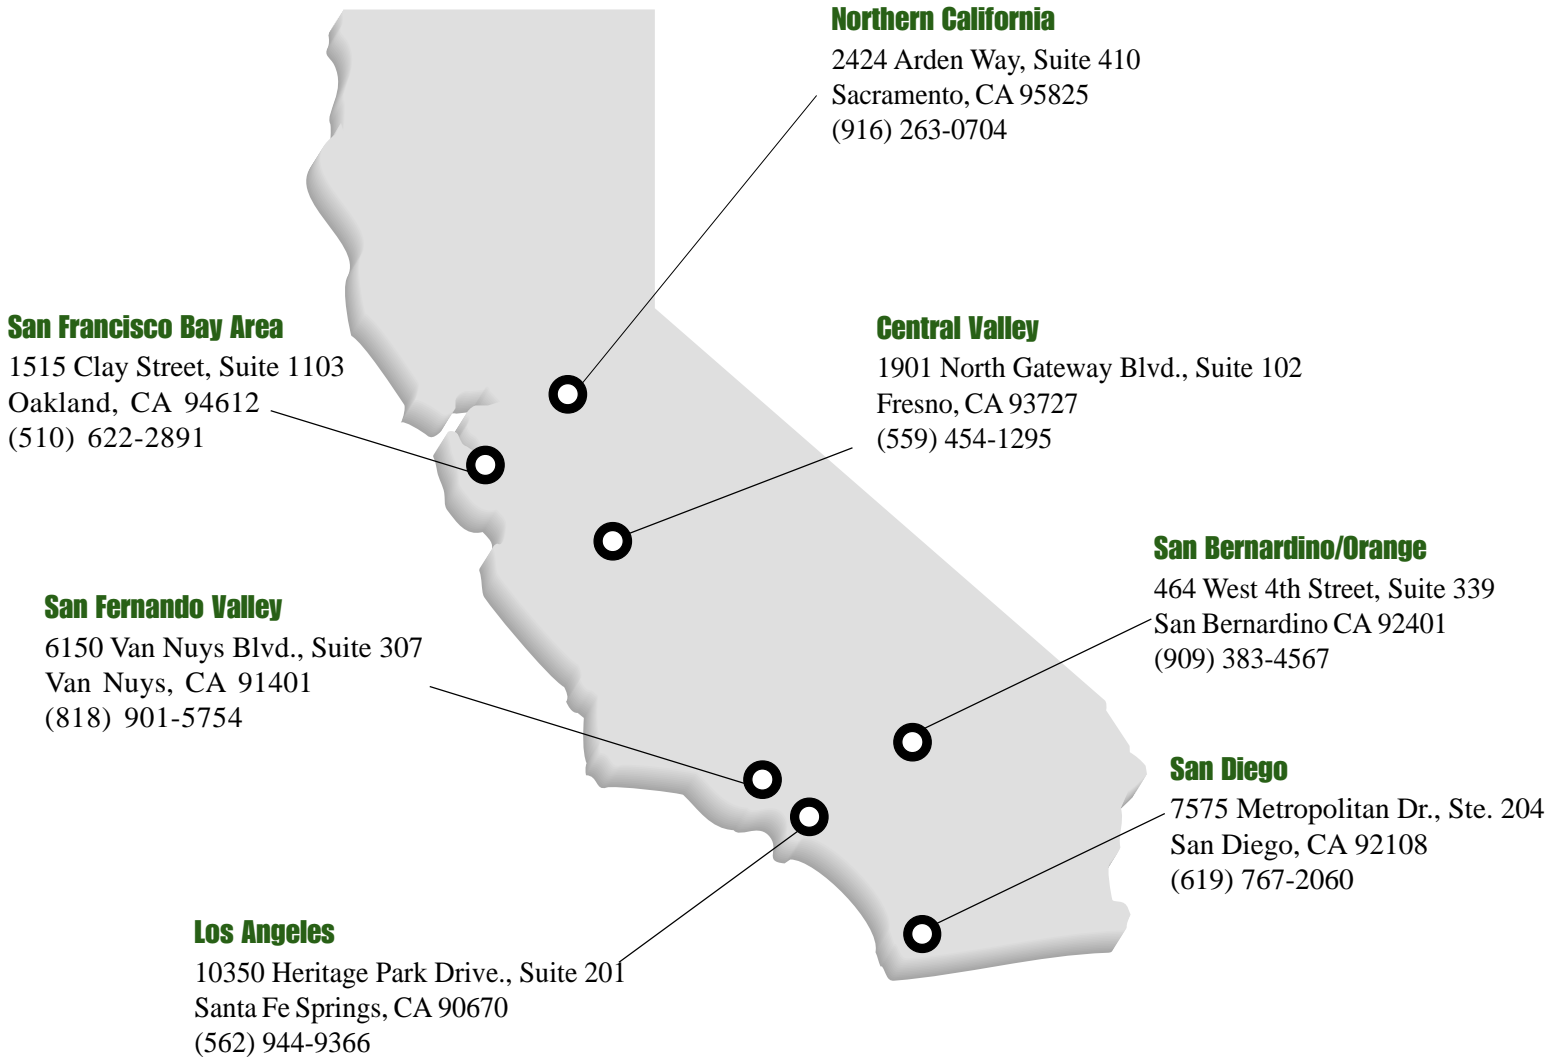 Northern California
2424 Arden Way, Suite 410
Sacramento, CA 95825
(916) 263-0704
San Francisco Bay Area
1515 Clay Street, Suite 1103
Oakland, CA 94612
(510) 622-2891
Central Valley
1901 North Gateway Blvd., Suite 102
Fresno, CA 93727
(559) 454-1295
San Bernardino/Orange
464 West 4th Street, Suite 339
San Bernardino CA 92401
(909) 383-4567
San Fernando Valley
6150 Van Nuys Blvd., Suite 307
Van Nuys, CA 91401
(818) 901-5754
San Diego
7575 Metropolitan Dr., Ste. 204
San Diego, CA 92108
(619) 767-2060
Los Angeles
10350 Heritage Park Drive., Suite 201
Santa Fe Springs, CA 90670
(562) 944-9366